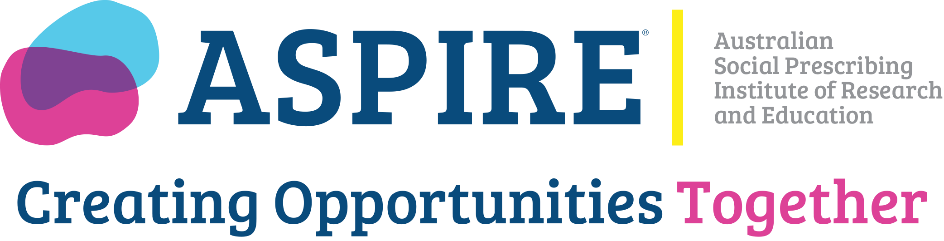 ASPIRE®
Australian
Social Prescribing
Institute of Research
and Education
Creating Opportunities Together